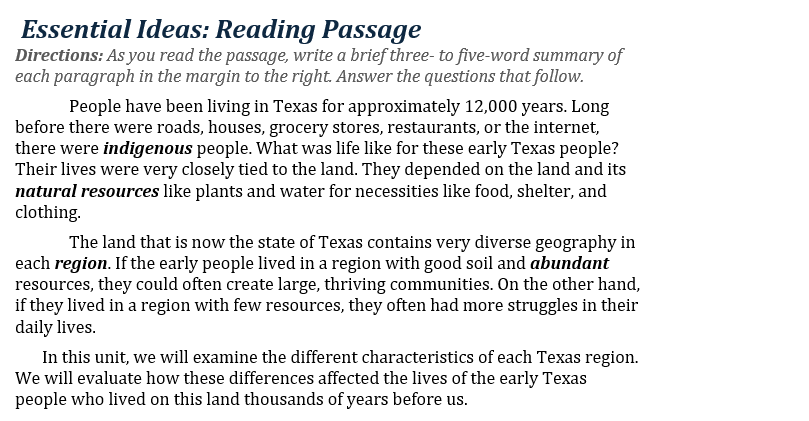 Essential Ideas: Reading Passage
Directions: As you read the passage, write a brief three- to five-word summary of
each paragraph in the margin to the right. Answer the questions that follow.
People have been living in Texas for approximately 12,000 years. Long
before there were roads, houses, grocery stores, restaurants, or the internet,
there were indigenous people. What was life like for these early Texas people?
Their lives were very closely tied to the land. They depended on the land and its
natural resources like plants and water for necessities like food, shelter, and
clothing.
The land that is now the state of Texas contains very diverse geography in
each region. If the early people lived in a region with good soil and abundant
resources, they could often create large, thriving communities. On the other hand,
if they lived in a region with few resources, they often had more struggles in their
daily lives.
In this unit, we will examine the different characteristics of each Texas region.
We will evaluate how these differences affected the lives of the early Texas
people who lived on this land thousands of years before us.